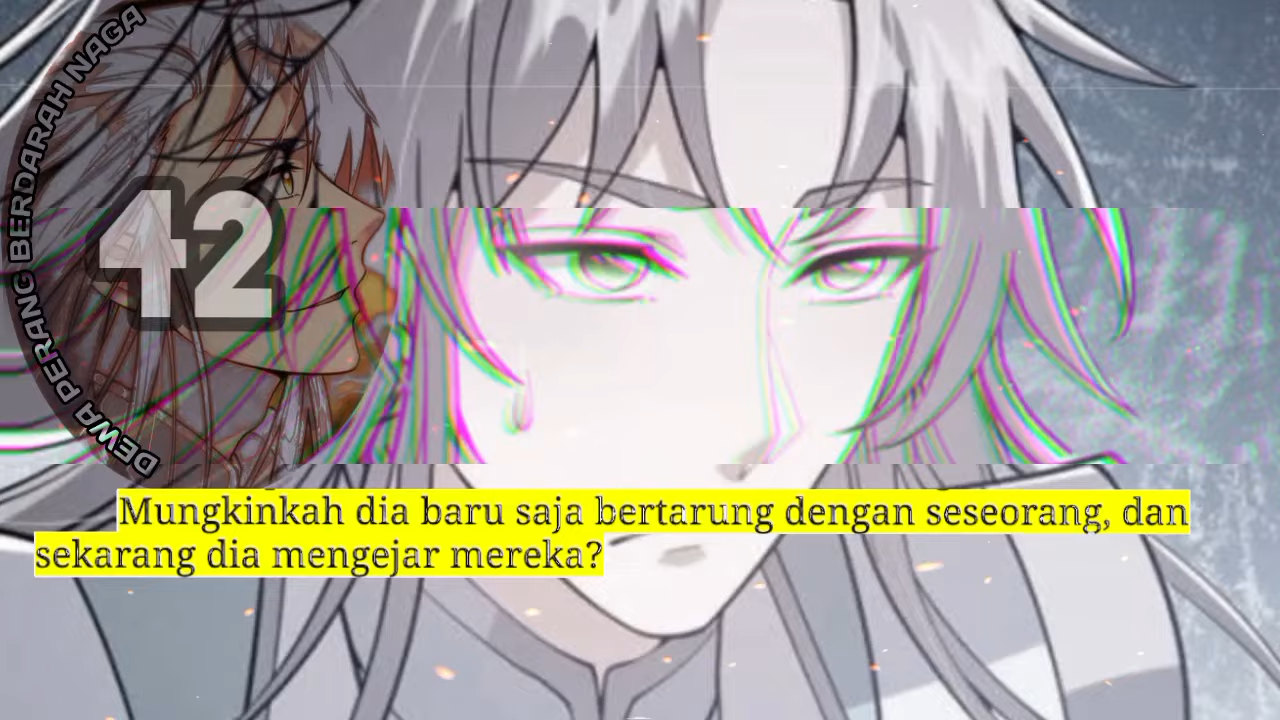 DEWA PERANG BERDARAH NAGA
42
Mungkinkah dia baru saja bertarung dengan seseorang, dan
sekarang dia mengejar mereka?